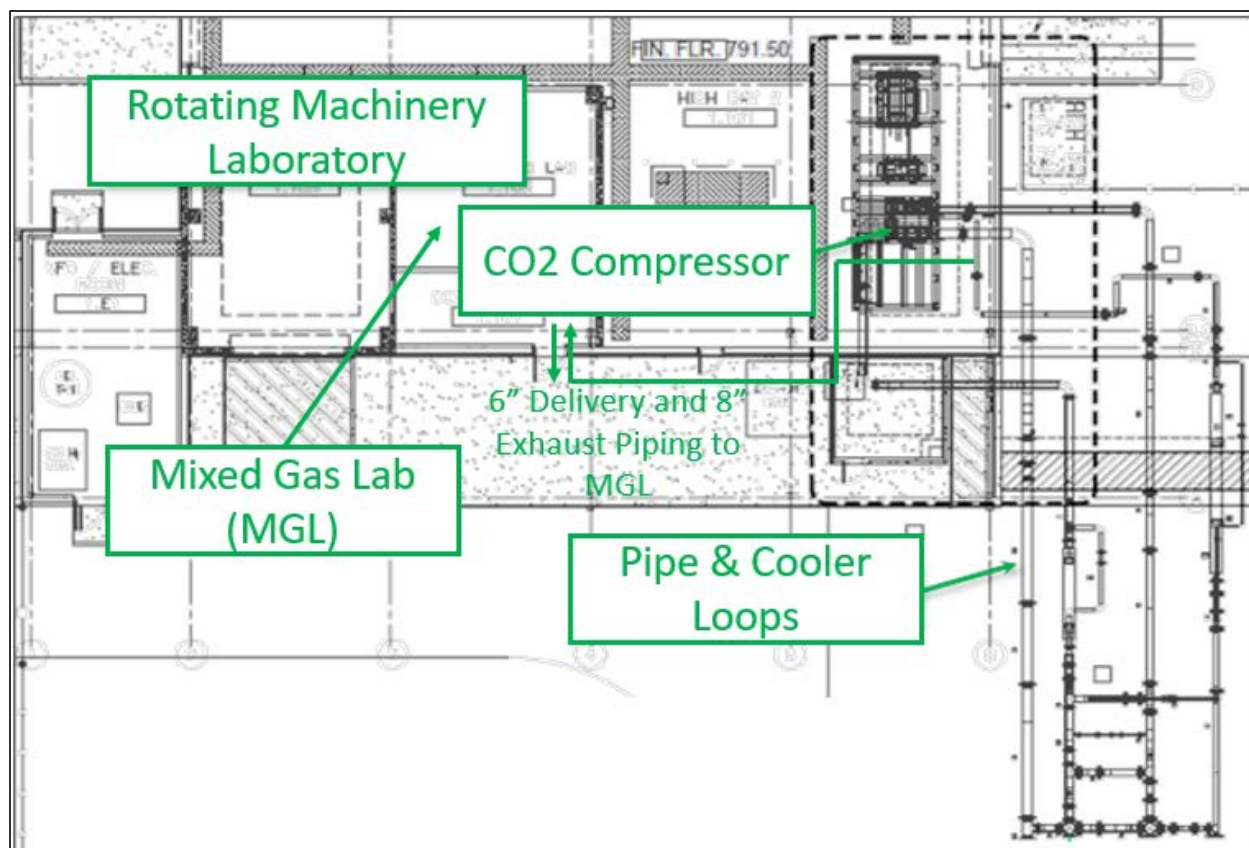 FIN. FLR. 791.50
Rotating Machinery
Laboratory
HIGH BAY
CO2 Compressor
ELEC.
6” Delivery and 8”
Exhaust Piping to
MGL
Mixed Gas Lab
(MGL)
Pipe & Cooler
Loops